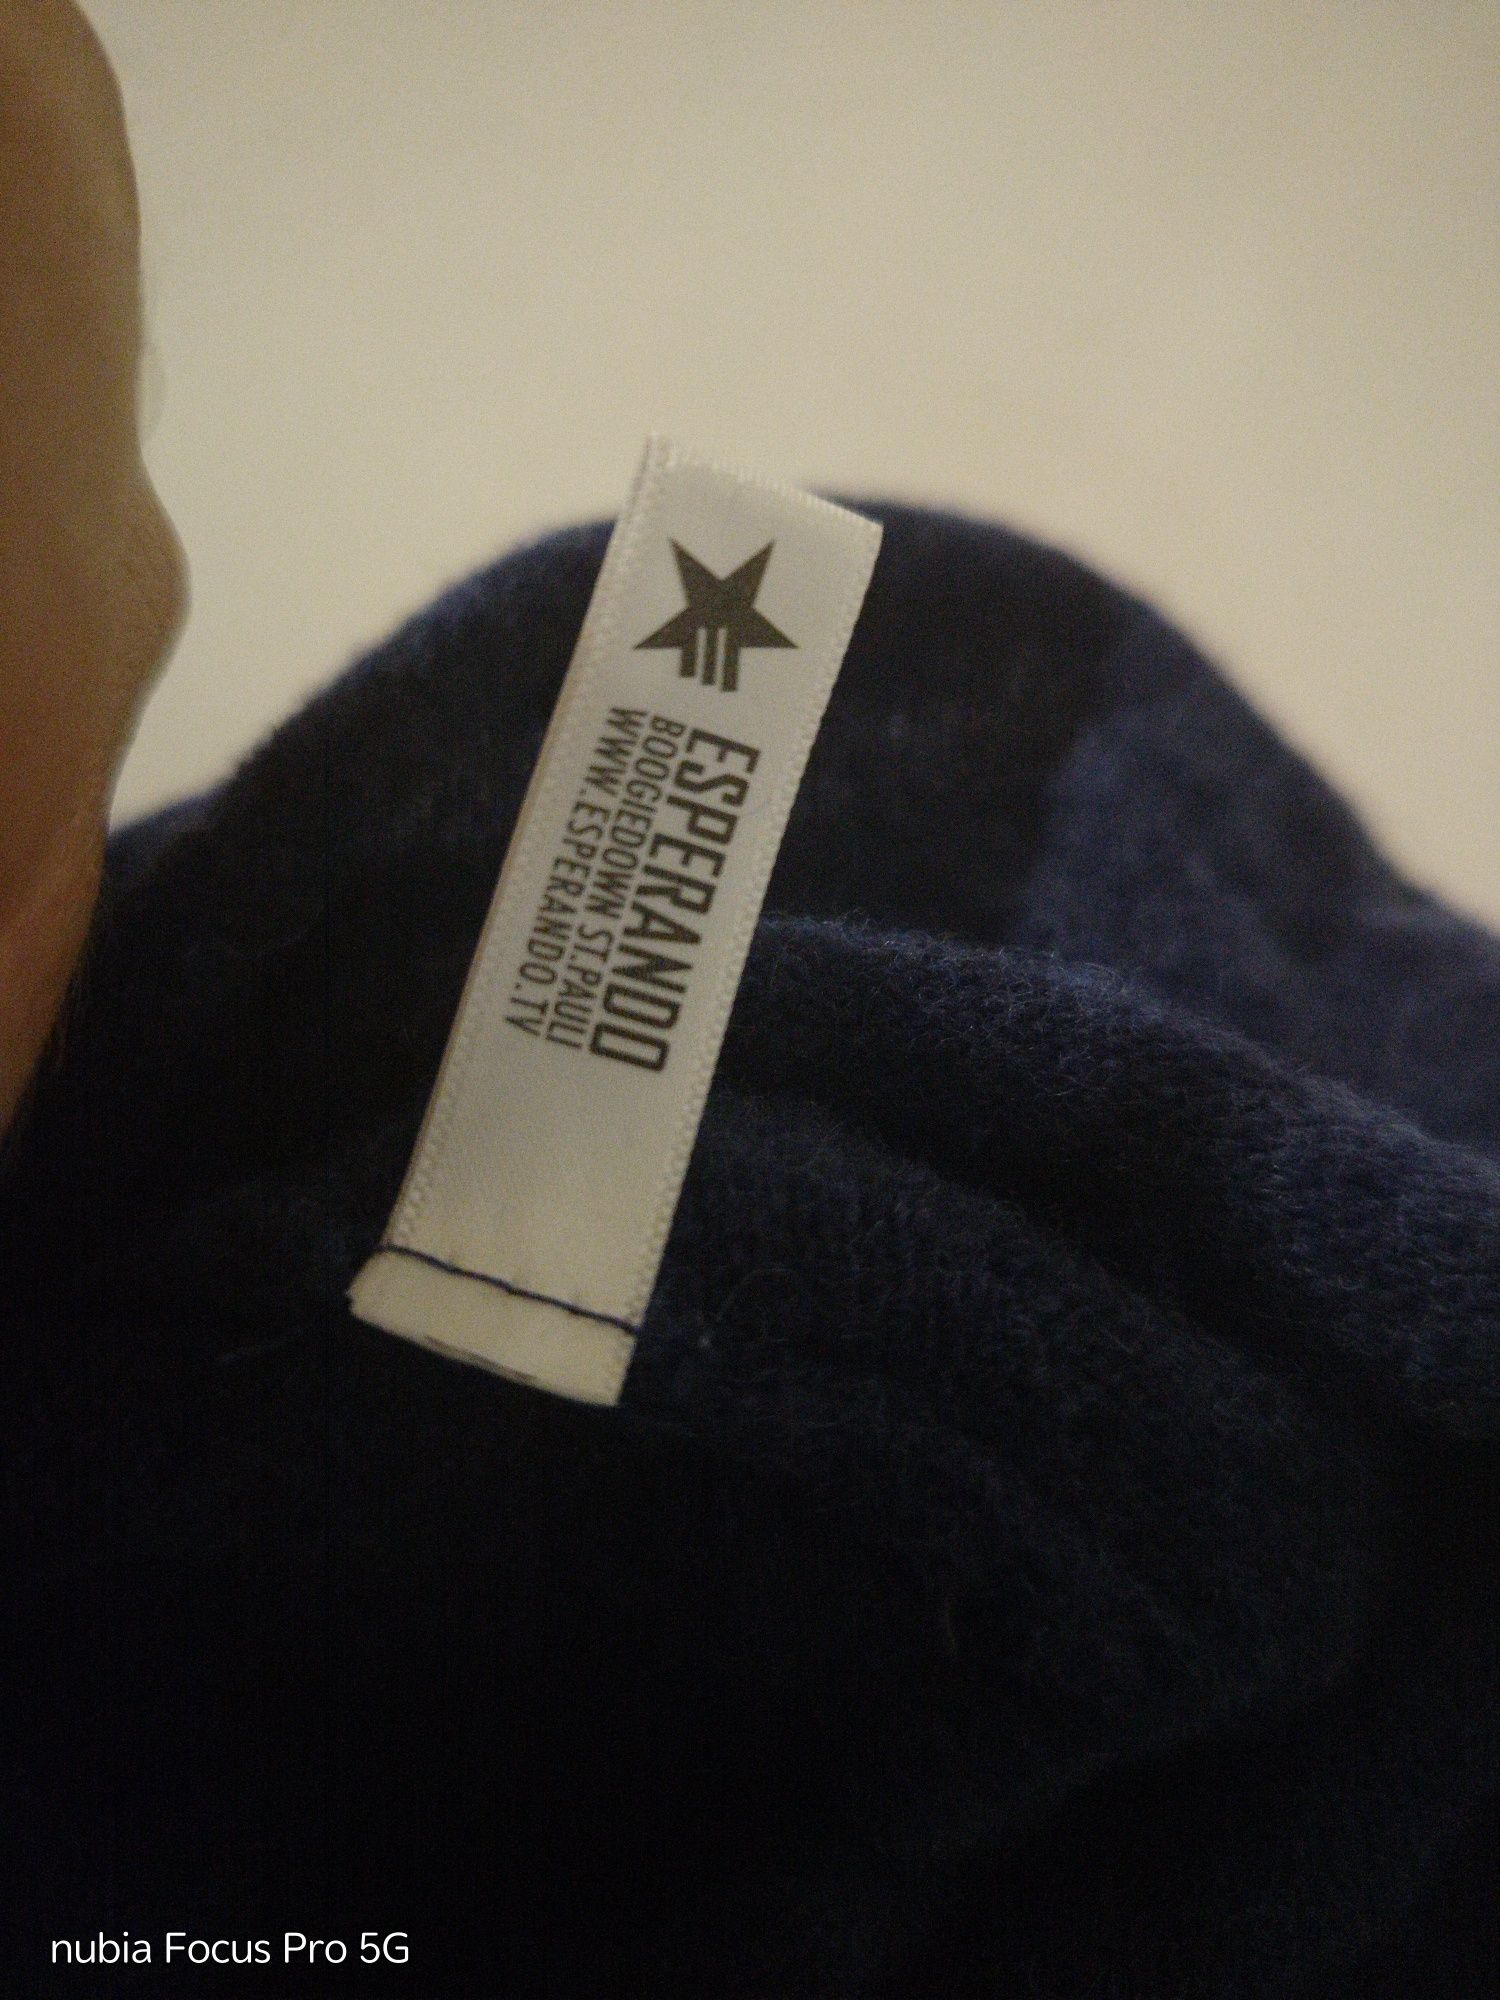 ESPERANDO
BOOGIEDOWN ST.PAULI
WWW.ESPERANDO.TV
nubia Focus Pro 5G